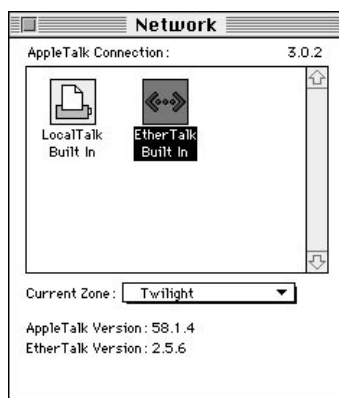 Network
AppleTalk Connection: 3.0.2
LocalTalk Built In
EtherTalk Built In
Current Zone: Twilight
AppleTalk Version: 58.1.4
EtherTalk Version: 2.5.6